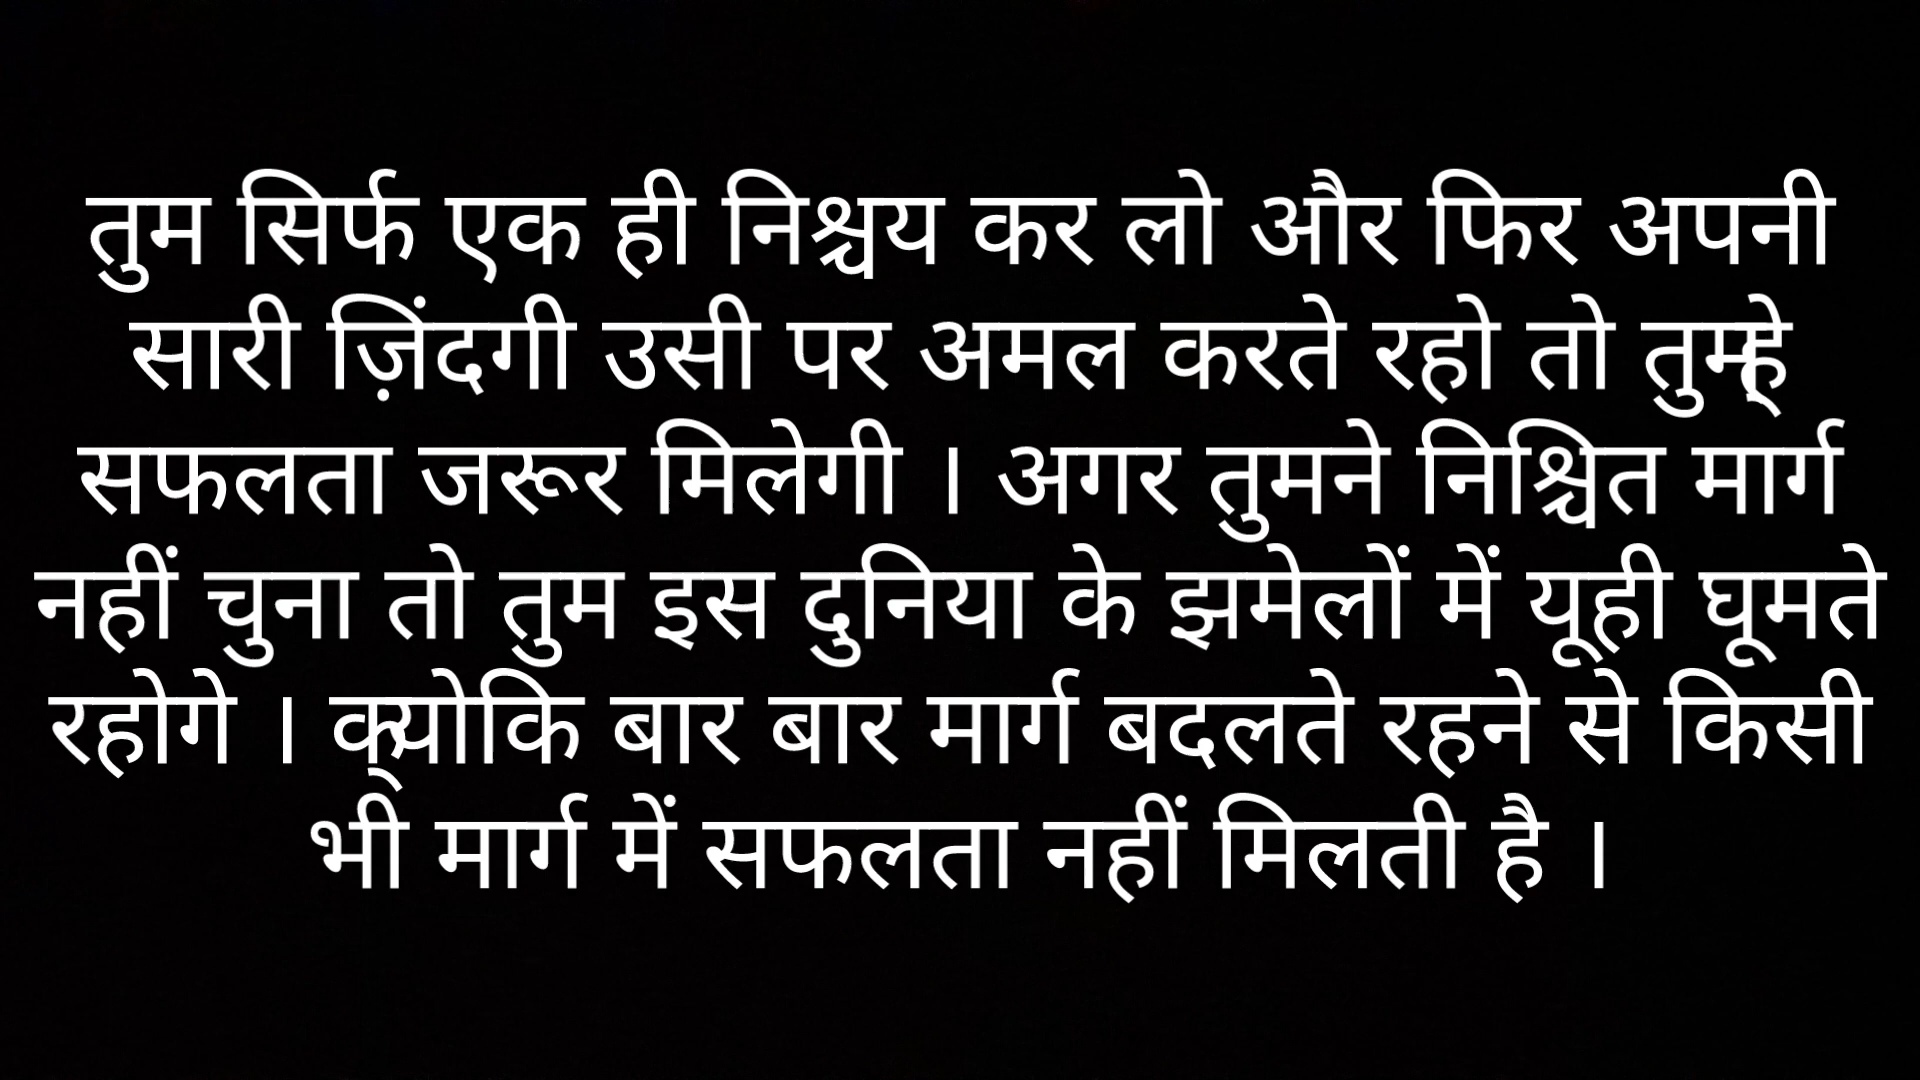 तुम सिर्फ एक ही निश्चय कर लो और फिर अपनी
सारी ज़िंदगी उसी पर अमल करते रहो तो तुम्हे
सफलता जरूर मिलेगी । अगर तुमने निश्चित मार्ग
नहीं चुना तो तुम इस दुनिया के झमेलों में यूही घूमते
रहोगे । क्योकि बार बार मार्ग बदलते रहने से किसी
भी मार्ग में सफलता नहीं मिलती है ।